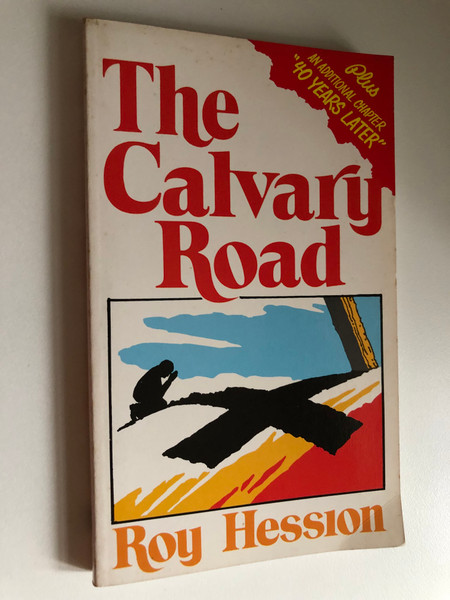 Plus
AN ADDITIONAL CHAPTER
"40 YEARS LATER"
The
Calvary
Road
Roy Hession